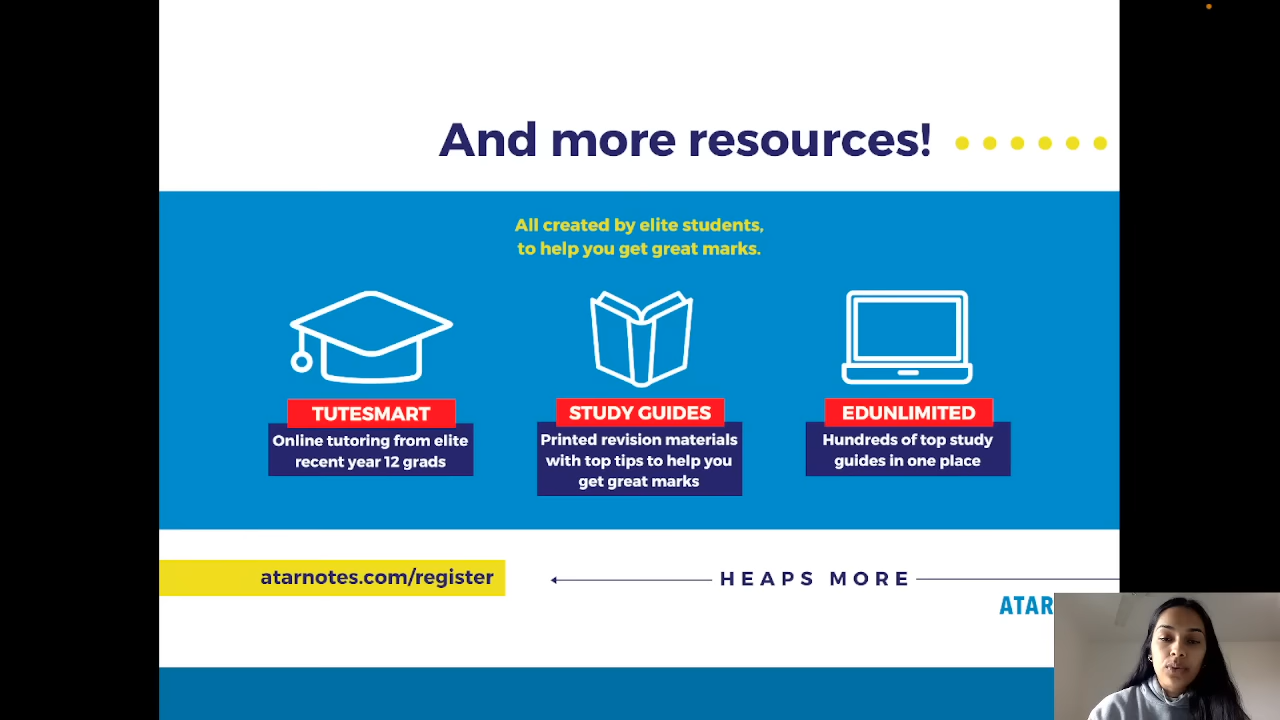 And more resources!
All created by elite students,
to help you get great marks.
TUTESMART
Online tutoring from elite
recent year 12 grads
STUDY GUIDES
Printed revision materials
with top tips to help you
get great marks
EDUNLIMITED
Hundreds of top study
guides in one place
atarnotes.com/register
HEAPS MORE
ATAR